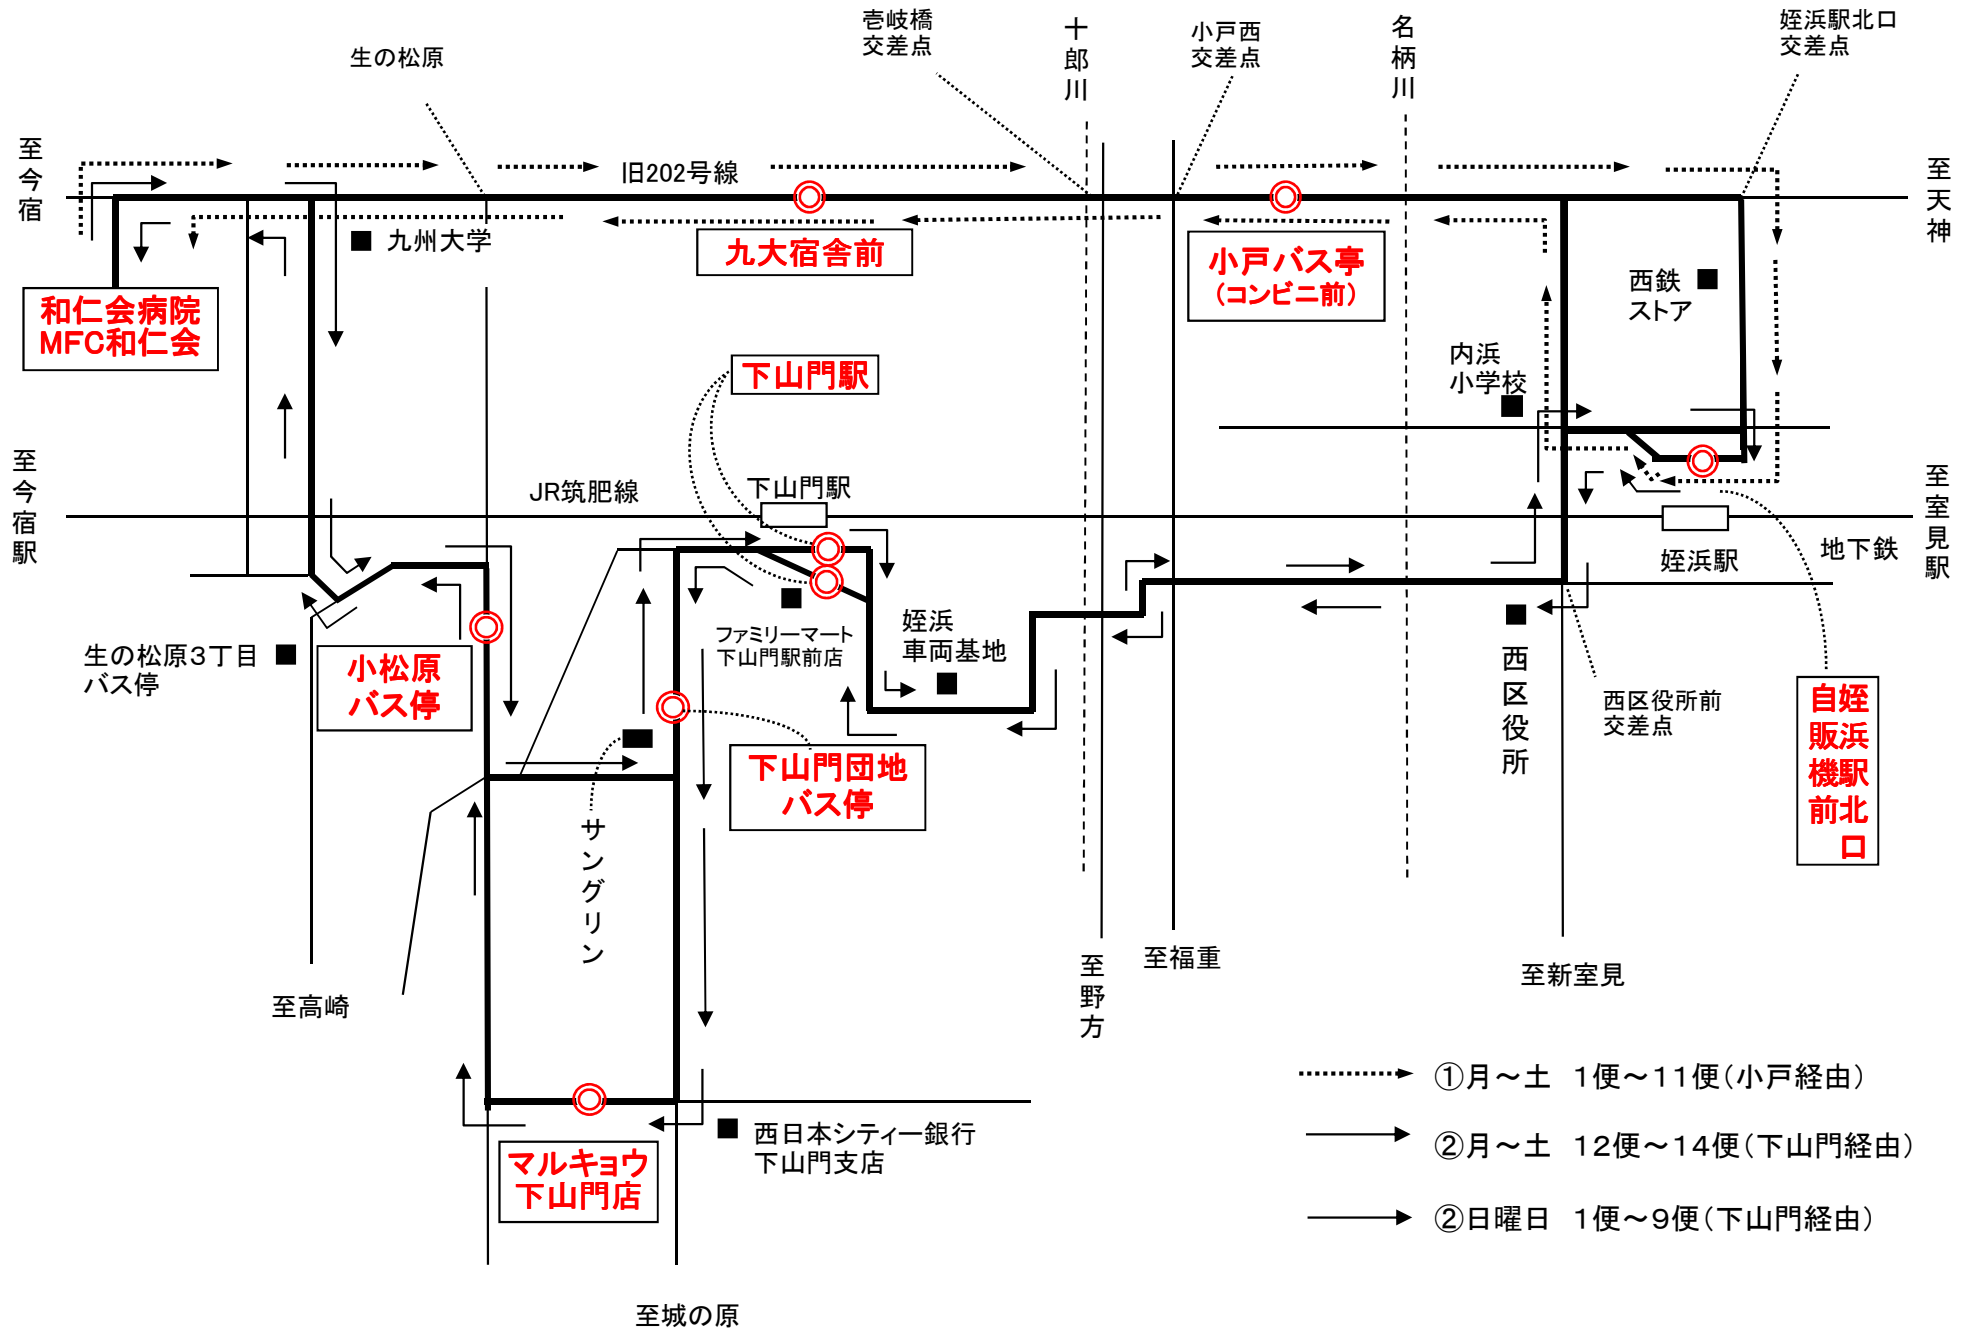 壱岐橋
交差点
十郎川
小戸西
交差点
名柄川
姪浜駅北口
交差点
生の松原
至今宿
旧202号線
至天神
九州大学
九大宿舎前
小戸バス亭
（コンビニ前）
西鉄
ストア
和仁会病院
MFC和仁会
内浜
小学校
下山門駅
至今宿駅
JR筑肥線
下山門駅
至室見駅
姪浜駅
地下鉄
生の松原３丁目
バス停
小松原
バス停
ファミリーマート
下山門駅前店
姪浜
車両基地
西区役所
西区役所前
交差点
姪浜駅北口
自販機前
下山門団地
バス停
サングリン
至高崎
至野方
至福重
至新室見
西日本シティー銀行
下山門支店
マルキョウ
下山門店
至城の原
①月～土　１便～１１便（小戸経由）
②月～土　１２便～１４便（下山門経由）
②日曜日　１便～９便（下山門経由）